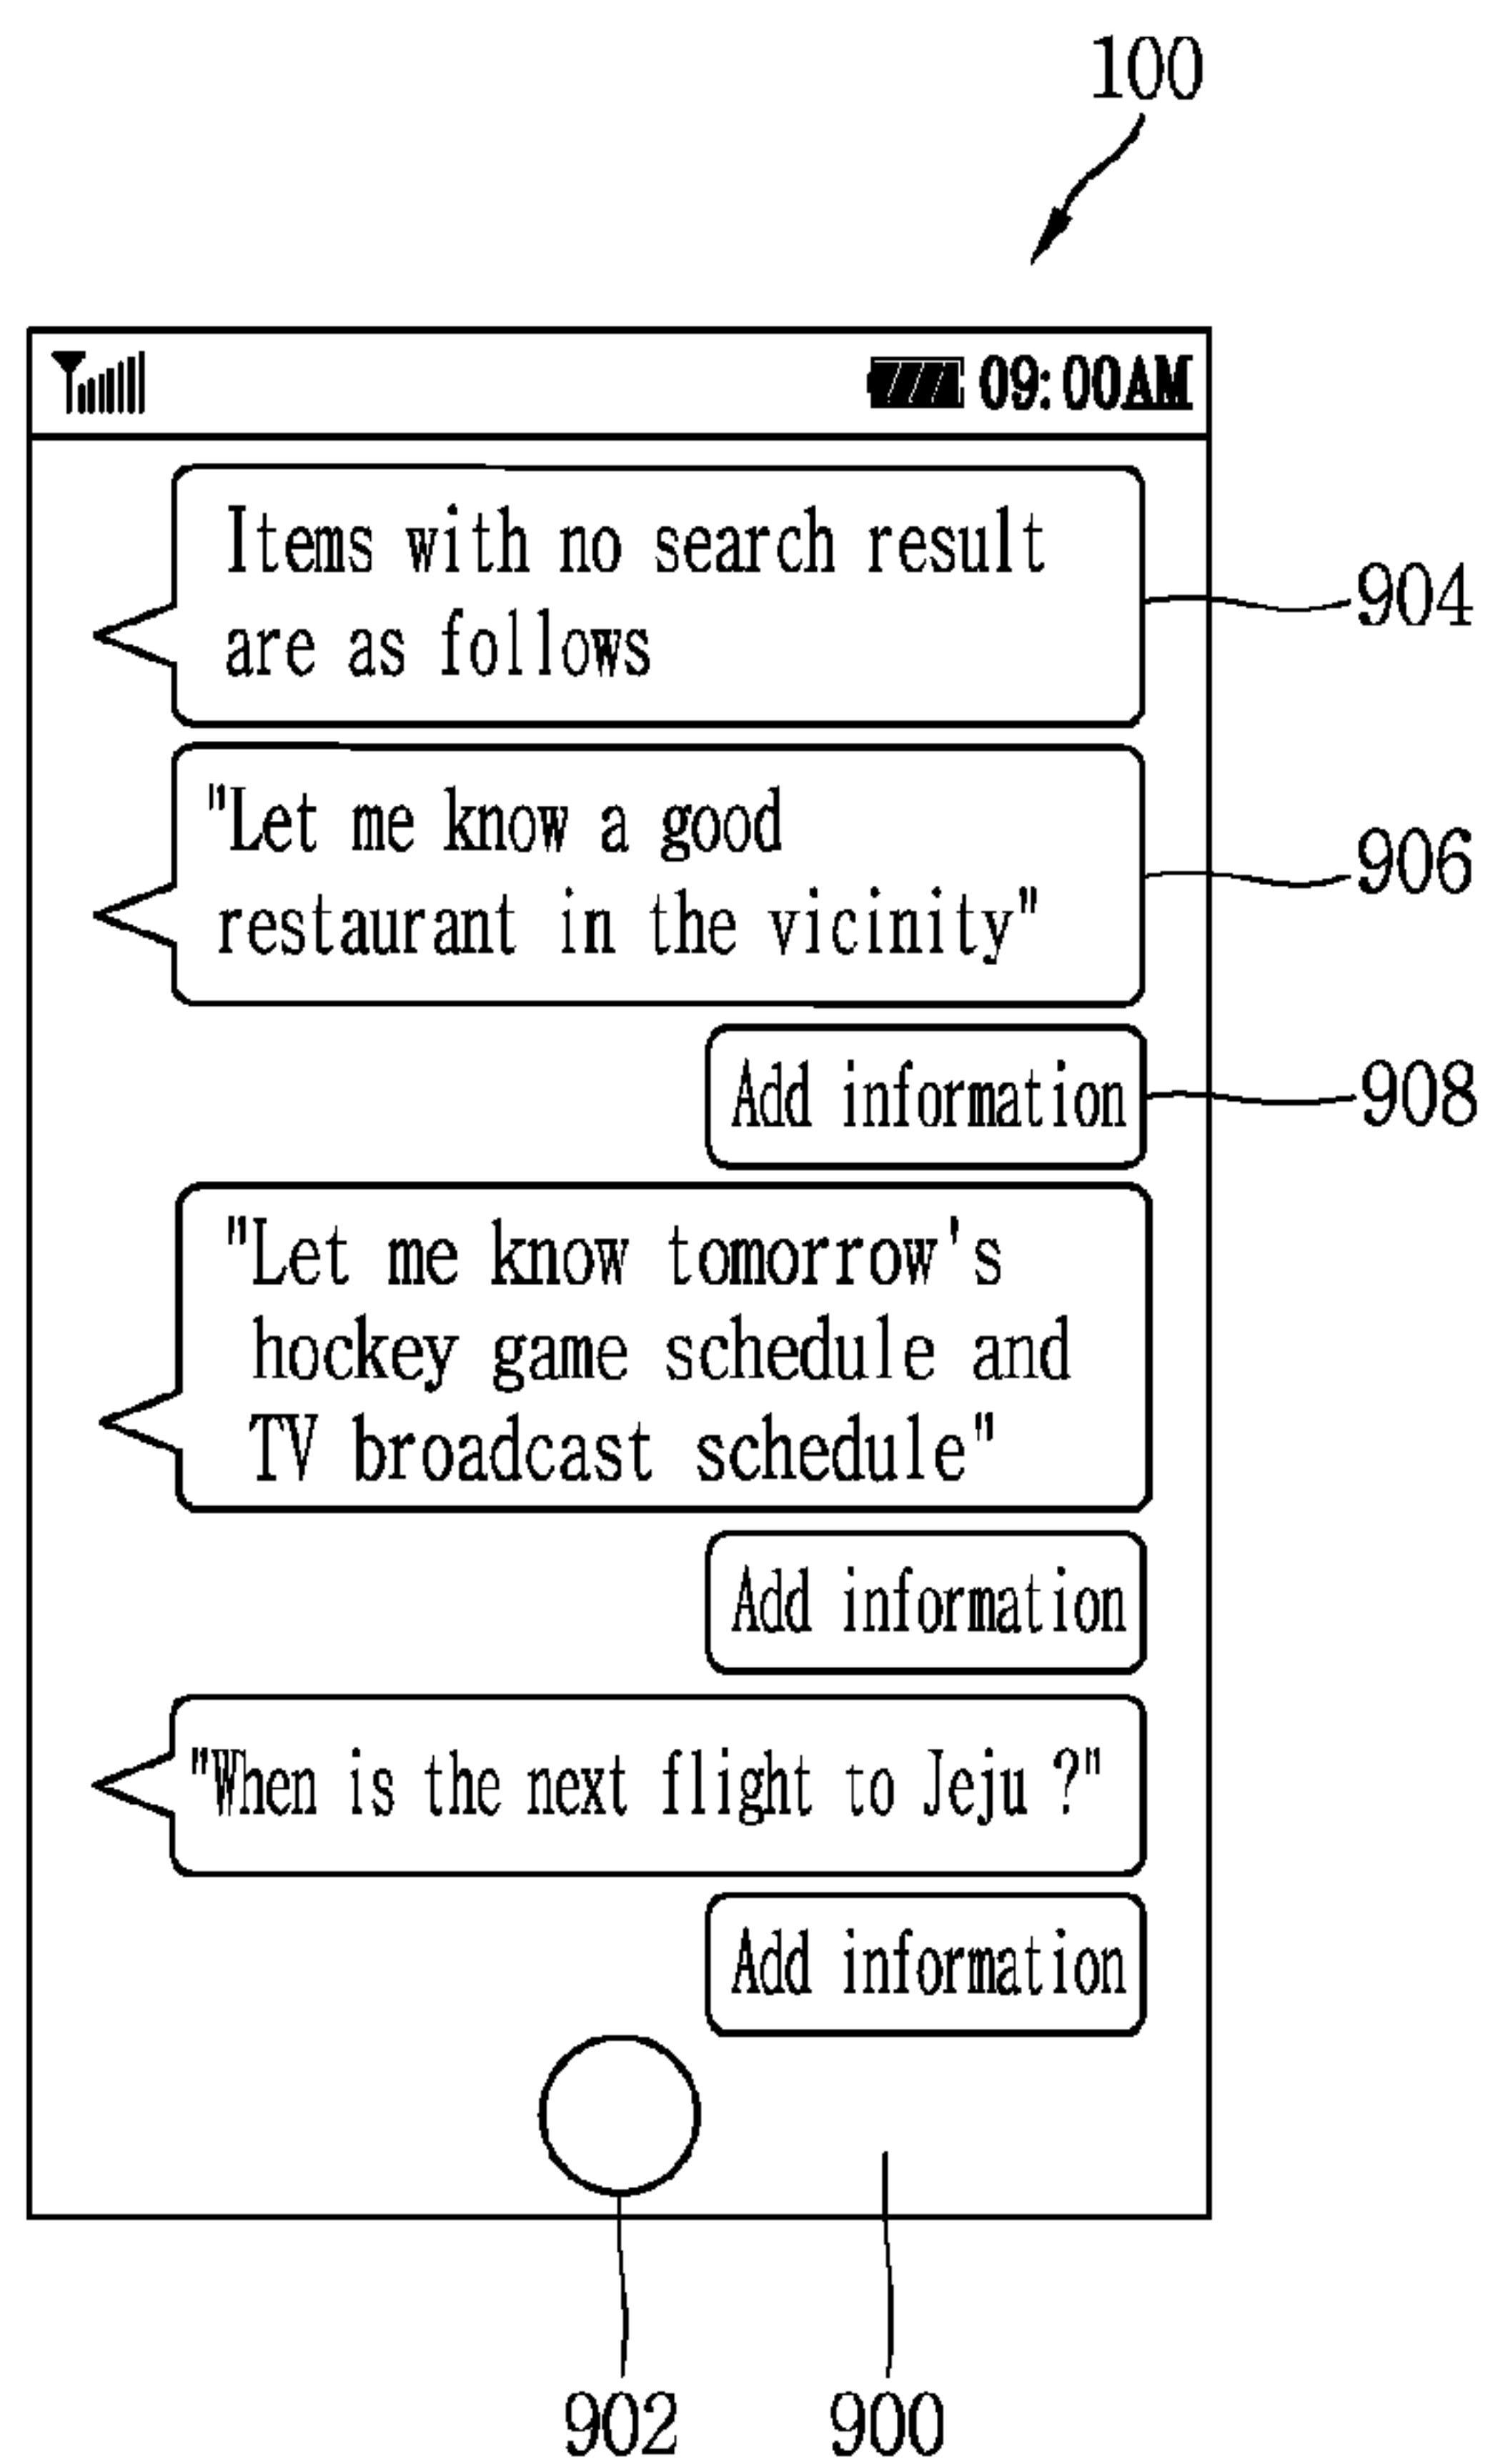 100
09:00AM
Items with no search result
are as follows
904
"Let me know a good
restaurant in the vicinity"
906
Add information
908
"Let me know tomorrow's
hockey game schedule and
TV broadcast schedule"
Add information
"When is the next flight to Jeju ?"
Add information
902
900